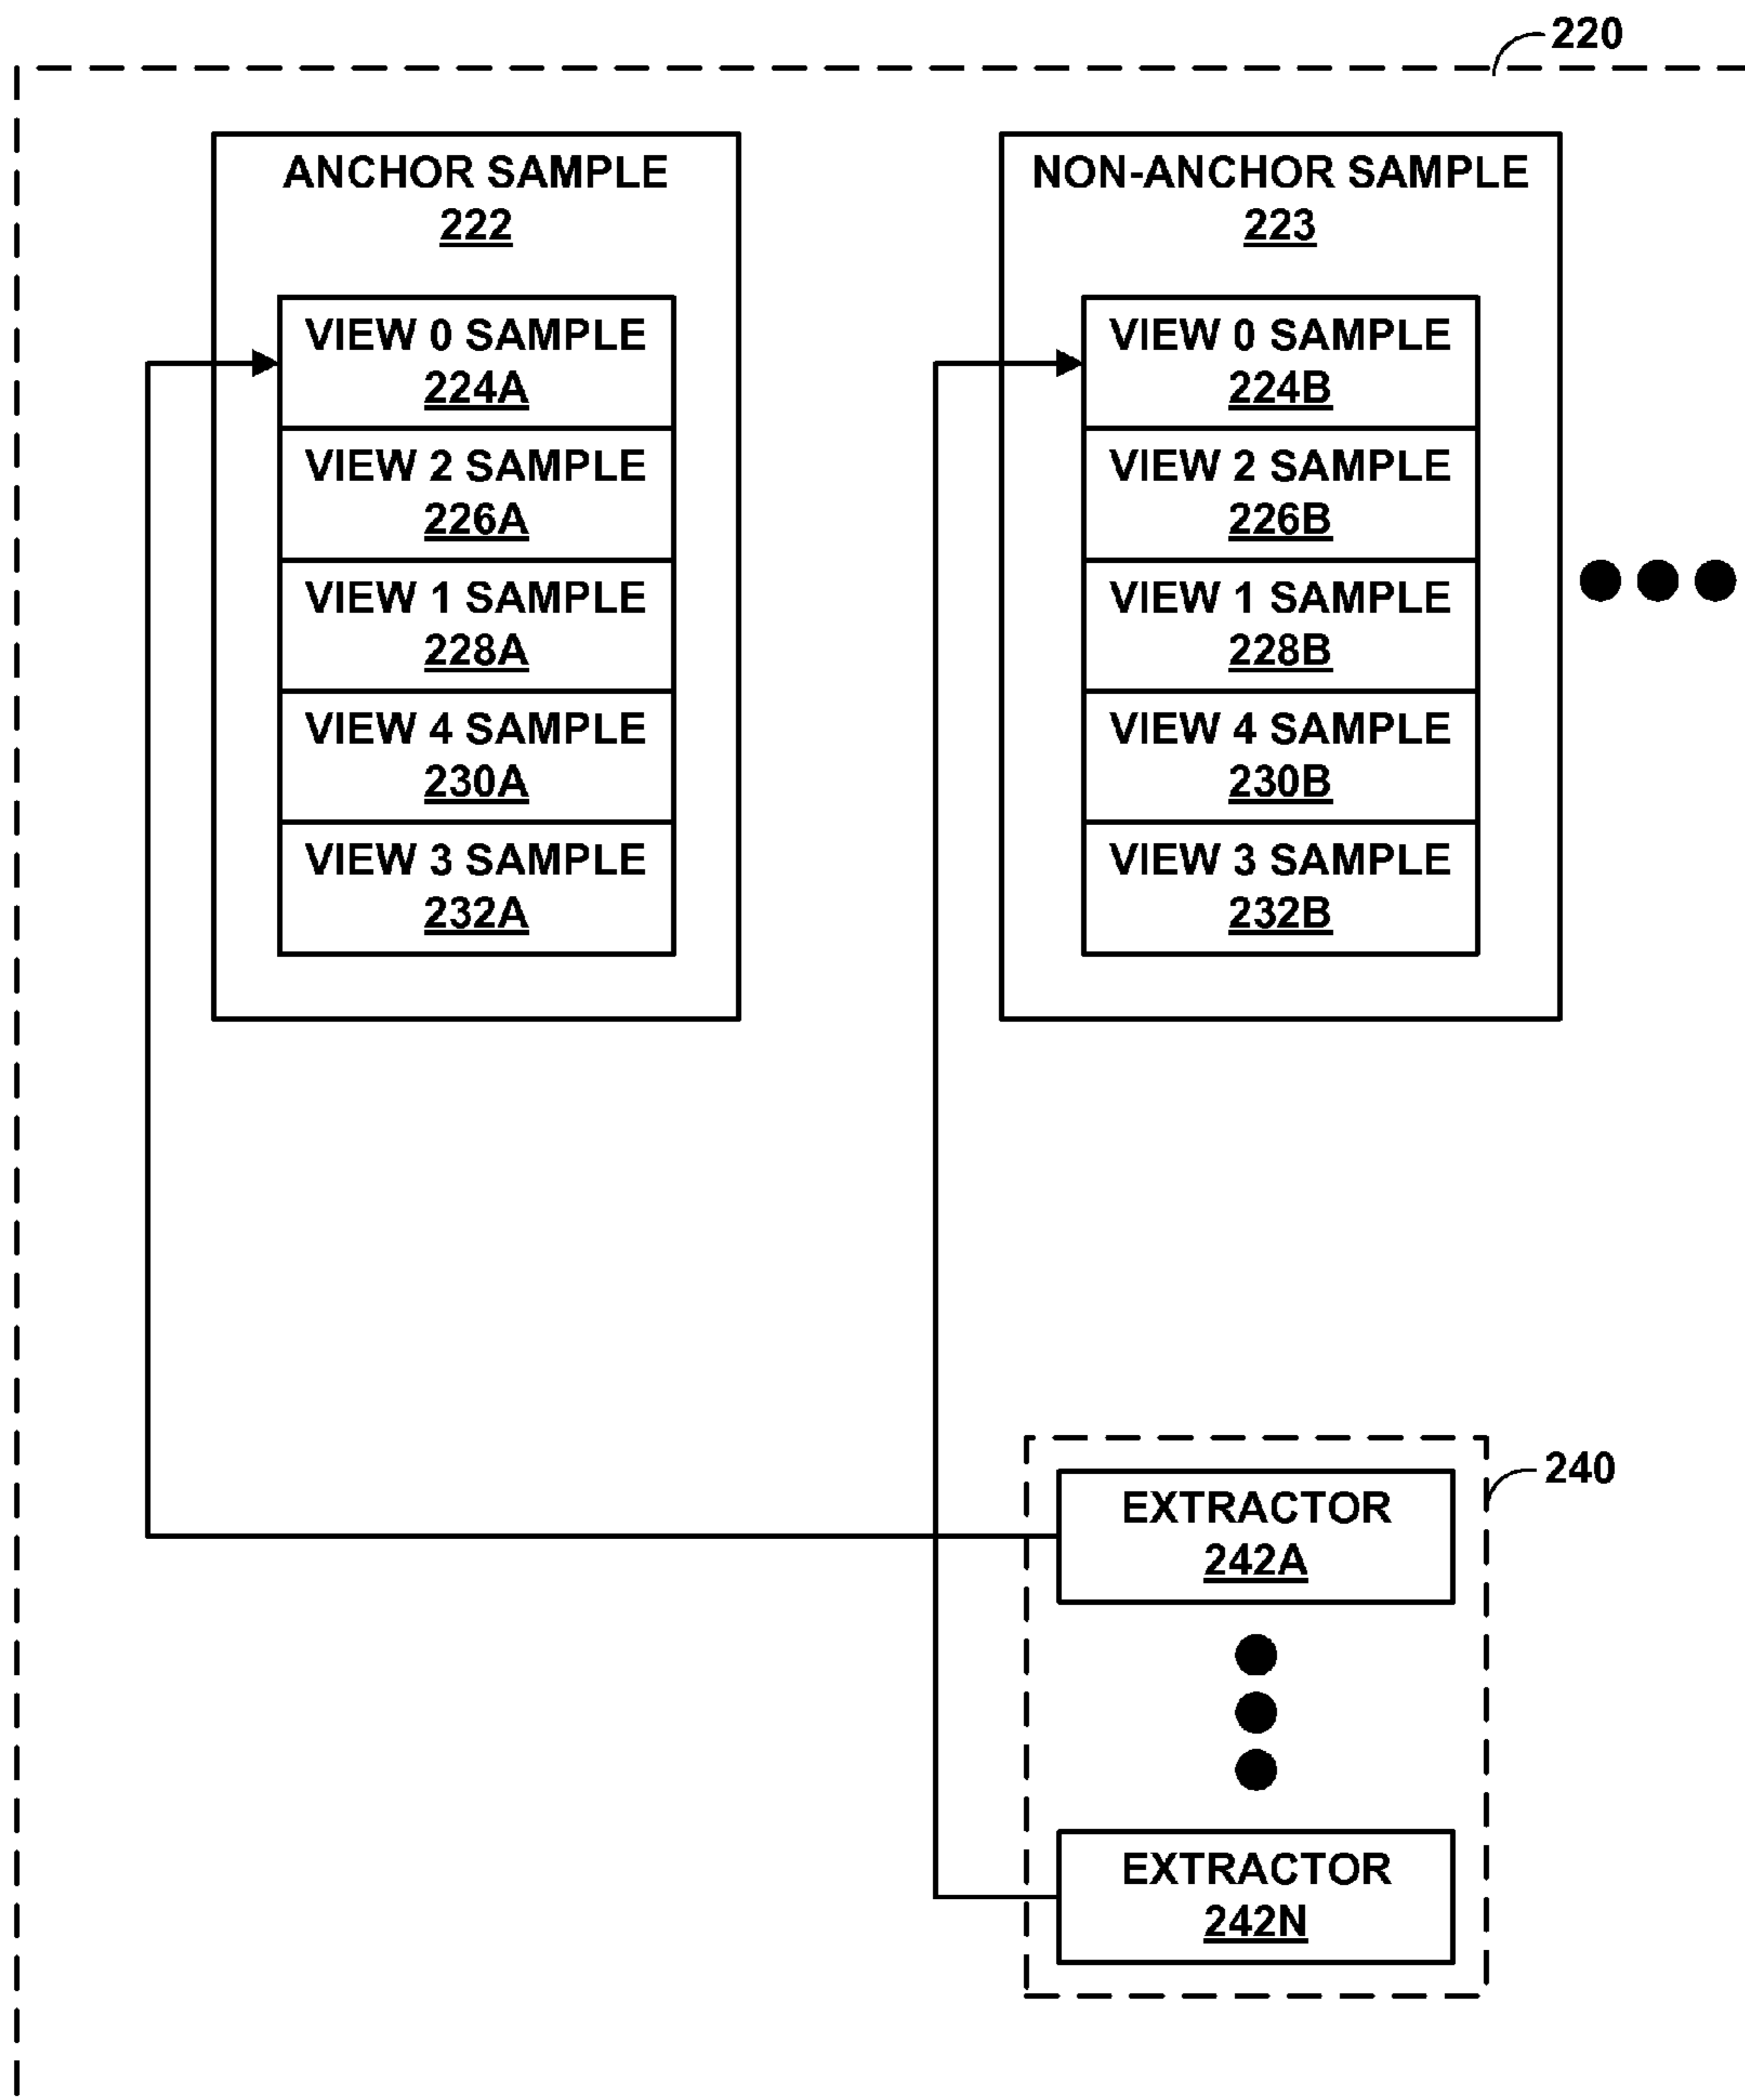 220
ANCHOR SAMPLE
222
VIEW 0 SAMPLE
224A
VIEW 2 SAMPLE
226A
VIEW 1 SAMPLE
228A
VIEW 4 SAMPLE
230A
VIEW 3 SAMPLE
232A
NON-ANCHOR SAMPLE
223
VIEW 0 SAMPLE
224B
VIEW 2 SAMPLE
226B
VIEW 1 SAMPLE
228B
VIEW 4 SAMPLE
230B
VIEW 3 SAMPLE
232B
240
EXTRACTOR
242A
EXTRACTOR
242N